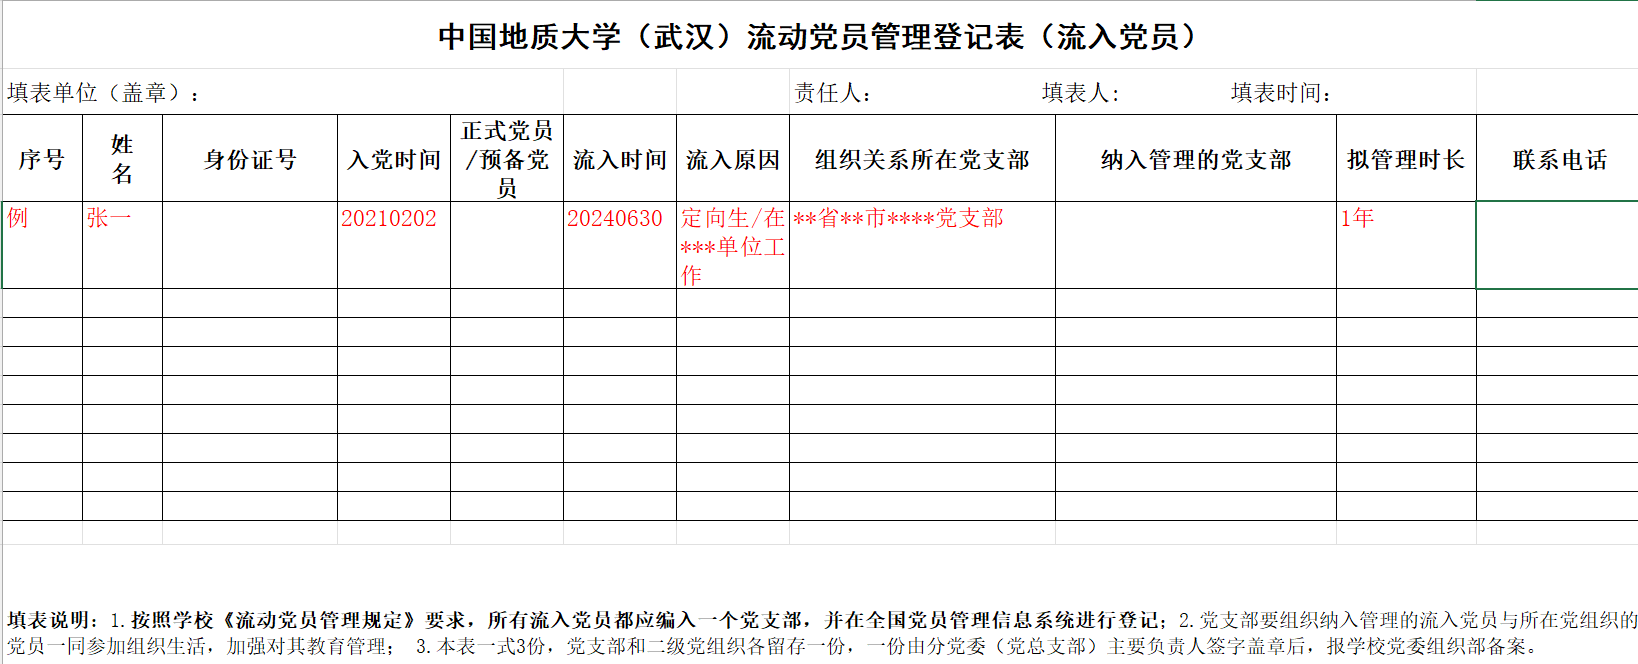 中国地质大学（武汉）流动党员管理登记表（流入党员）
填表单位（盖章）： 责任人： 填表人： 填表时间：
序号 姓名 身份证号 入党时间 正式党员/预备党员 流入时间 流入原因 组织关系所在党支部 纳入管理的党支部 拟管理时长 联系电话
例 张一 20210202 20240630 定向生/在***单位工作 **省**市****党支部 1年
填表说明：1.按照学校《流动党员管理规定》要求，所有流入党员都应编入一个党支部，并在全国党员管理信息系统进行登记；2.党支部要组织纳入管理的流入党员与所在党组织的
党员一同参加组织生活，加强对其教育管理； 3.本表一式3份，党支部和二级党组织各留存一份，一份由分党委（党总支部）主要负责人签字盖章后，报学校党委组织部备案。